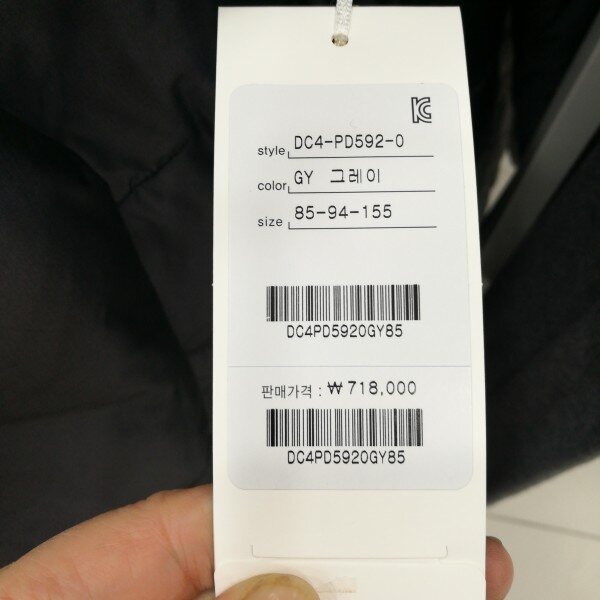 style DC4-PD592-0
color GY 그레이
size 85-94-155
DC4PD5920GY85
판매가격 : ₩ 718,000
DC4PD5920GY85